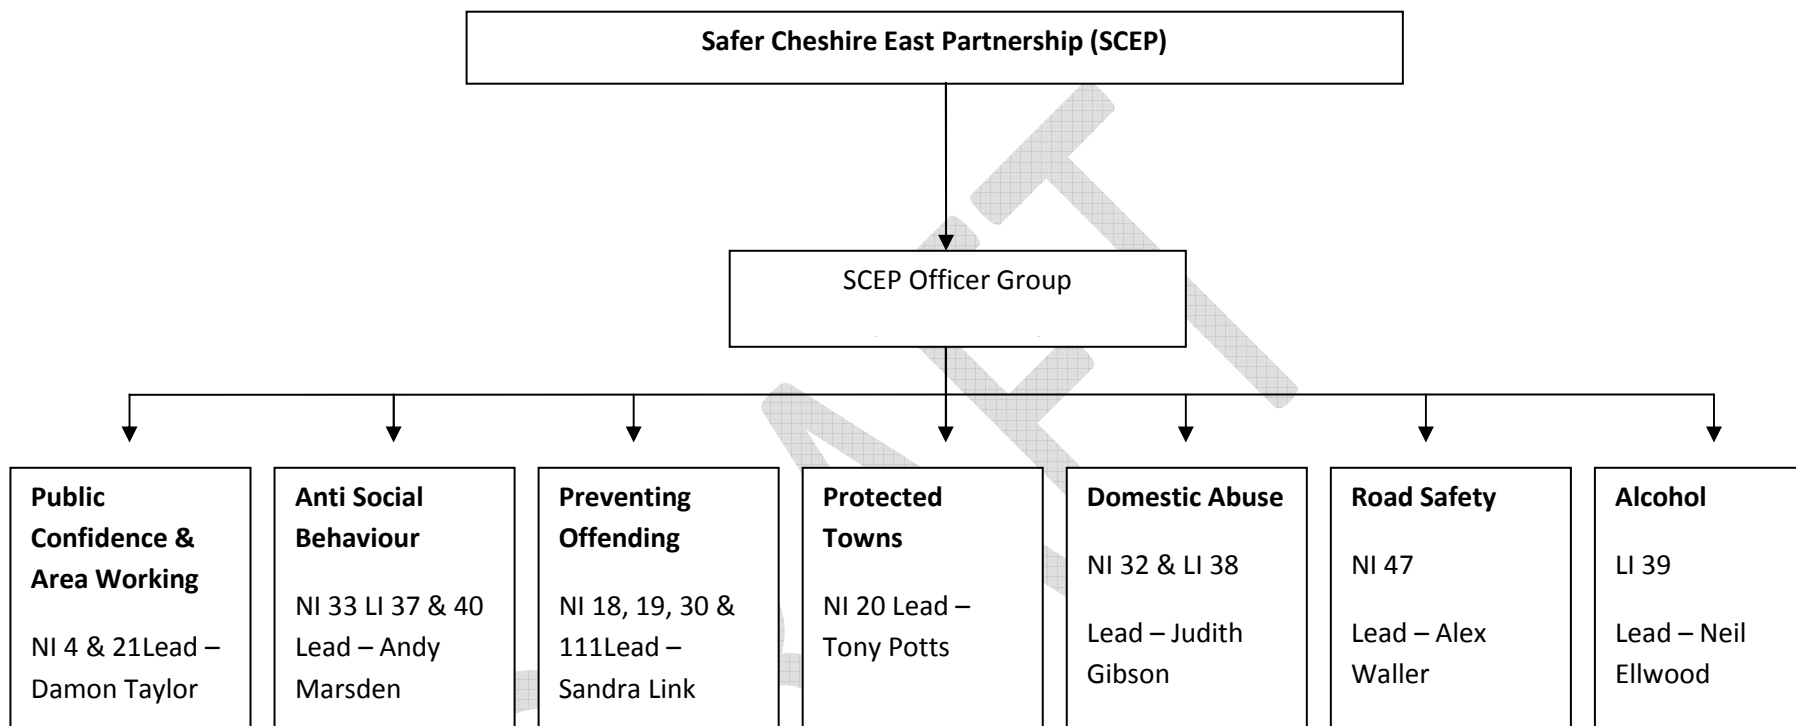 Safer Cheshire East Partnership (SCEP)
SCEP Officer Group
Public
Confidence &
Area Working
NI 4 & 21Lead –
Damon Taylor
Anti Social
Behaviour
NI 33 LI 37 & 40
Lead – Andy
Marsden
Preventing
Offending
NI 18, 19, 30 &
111Lead –
Sandra Link
Protected
Towns
NI 20 Lead –
Tony Potts
Domestic Abuse
NI 32 & LI 38
Lead – Judith
Gibson
Road Safety
NI 47
Lead – Alex
Waller
Alcohol
LI 39
Lead – Neil
Ellwood